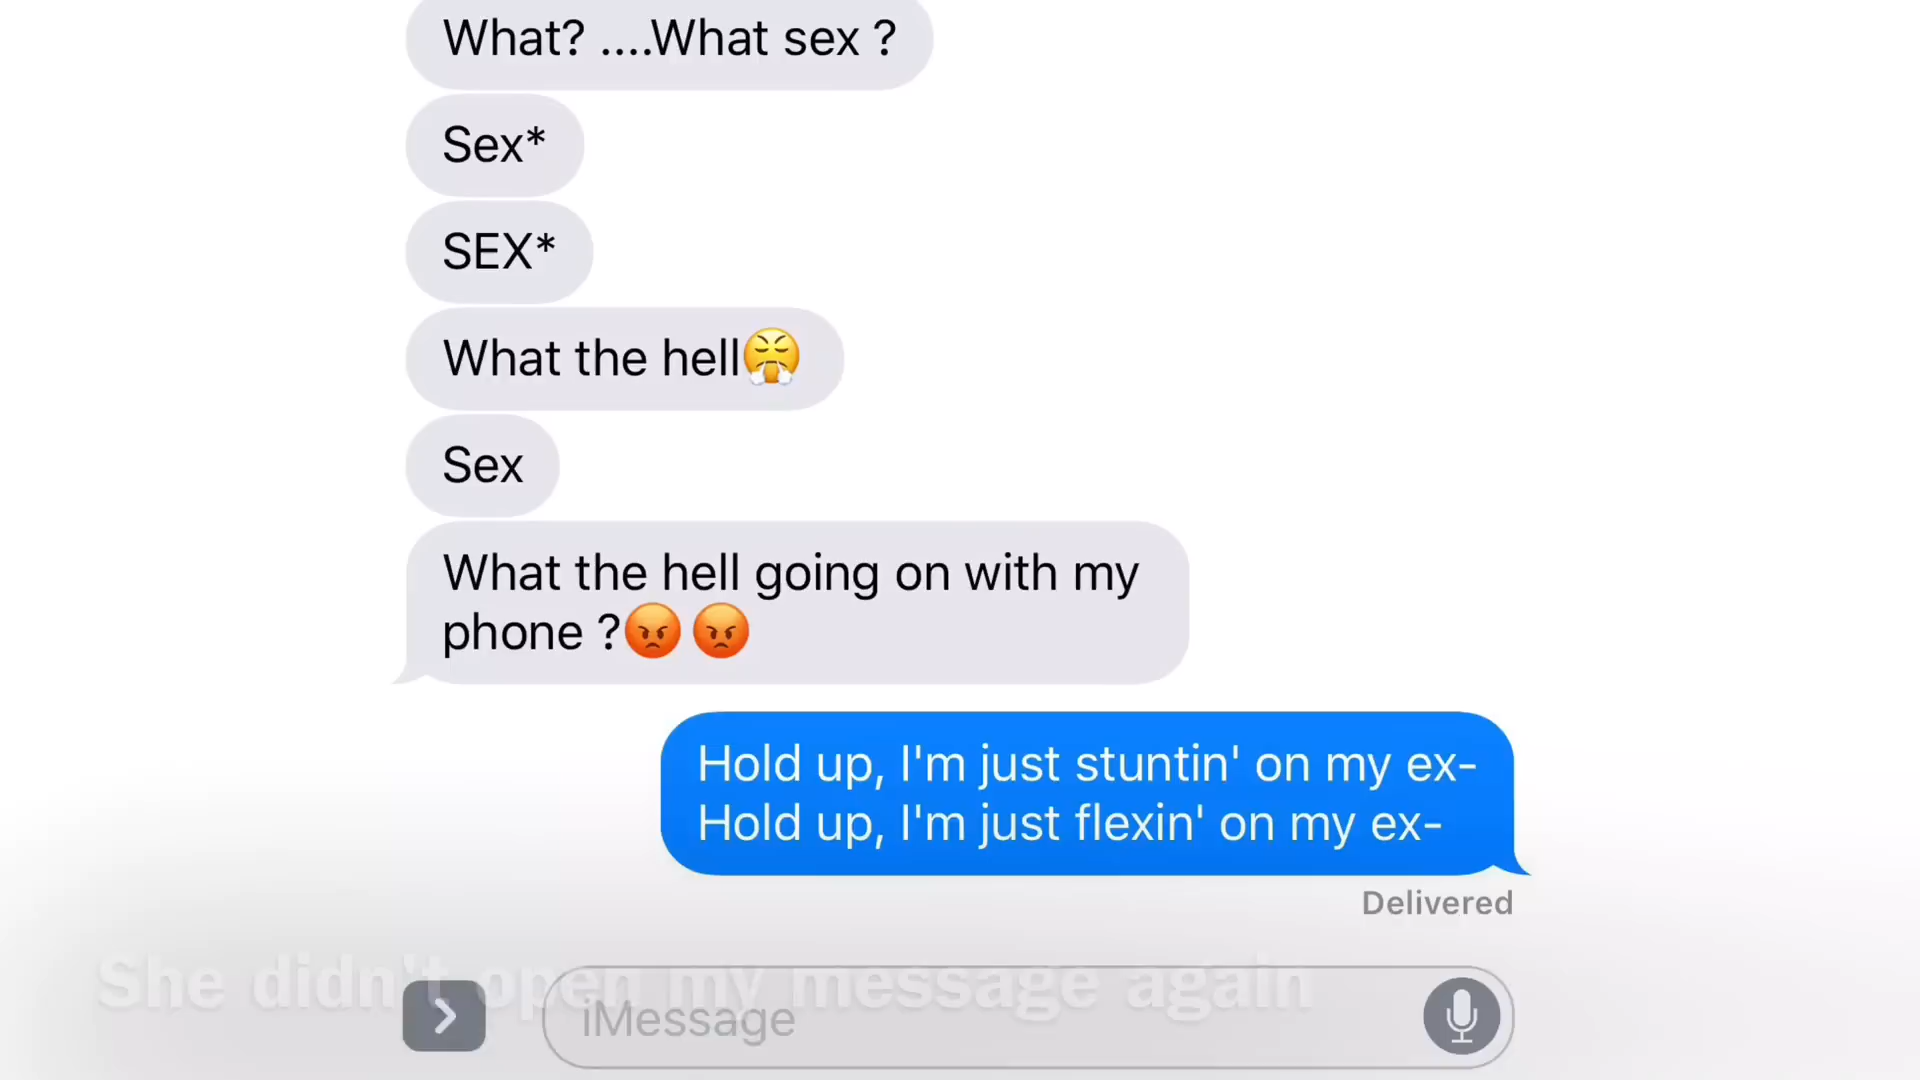 What? ....What sex ?
Sex*
SEX*
What the hell😤
Sex
What the hell going on with my
phone ?😡😡
Hold up, I'm just stuntin' on my ex-
Hold up, I'm just flexin' on my ex-
Delivered
She didn't open my message again
iMessage